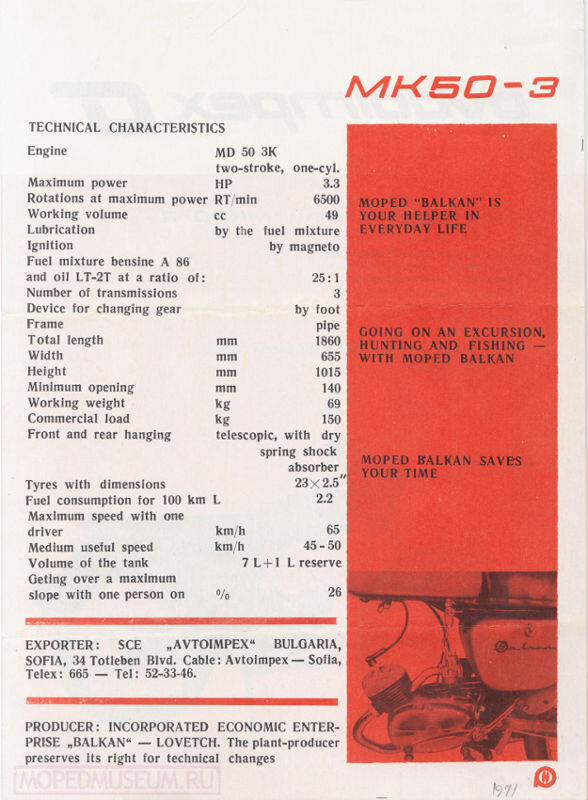 MK50-3
TECHNICAL CHARACTERISTICS
Engine MD 50 3K
two-stroke, one-cyl.
Maximum power HP 3.3
Rotations at maximum power RT/min 6500
Working volume cc 49
Lubrication by the fuel mixture
Ignition by magneto
Fuel mixture bensine A 86
and oil LT-2T at a ratio of: 25:1
Number of transmissions 3
Device for changing gear by foot
Frame pipe
Total length mm 1860
Width mm 655
Height mm 1015
Minimum opening mm 140
Working weight kg 69
Commercial load kg 150
Front and rear hanging telescopic, with dry
spring shock
absorber
Tyres with dimensions 23×2.5"
Fuel consumption for 100 km L 2.2
Maximum speed with one
driver km/h 65
Medium useful speed km/h 45-50
Volume of the tank 7 L+1 L reserve
Geting over a maximum
slope with one person on % 26
MOPED "BALKAN" IS
YOUR HELPER IN
EVERYDAY LIFE
GOING ON AN EXCURSION,
HUNTING AND FISHING —
WITH MOPED BALKAN
MOPED BALKAN SAVES
YOUR TIME
Balkan
EXPORTER: SCE „AVTOIMPEX“ BULGARIA,
SOFIA, 34 Totleben Blvd. Cable: Avtoimpex — Sofia,
Telex: 665 — Tel: 52-33-46.
PRODUCER: INCORPORATED ECONOMIC ENTER-
PRISE „BALKAN“ — LOVETCH. The plant-producer
preserves its right for technical changes
MOPEDMUSEUM.RU
1971